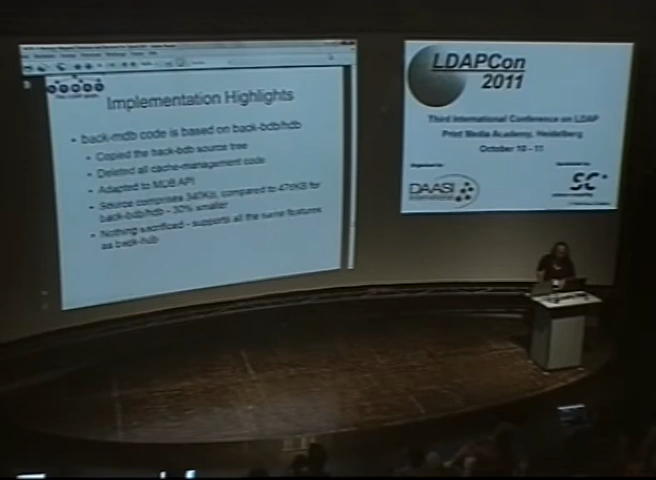 Implementation Highlights
back-mdb code is based on back-bdb/hdb
Copied the back-bdb source tree
Deleted all cache-management code
Adapted to MDB API
Source comprises 340KB, compared to 476KB for
back-bdb/hdb - 30% smaller
Nothing sacrificed - supports all the same features
as back-hdb
LDAPCon
2011
Third International Conference on LDAP
Print Media Academy, Heidelberg
October 10 - 11
DAASI
International